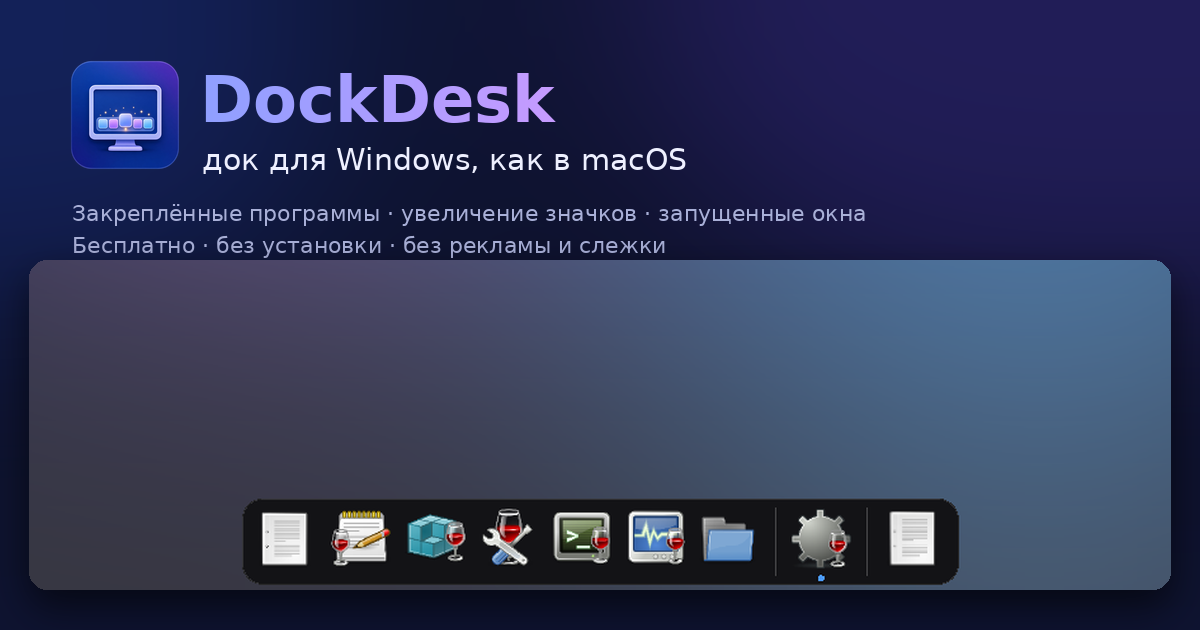 DockDesk
док для Windows, как в macOS
Закреплённые программы · увеличение значков · запущенные окна
Бесплатно · без установки · без рекламы и слежки
>_